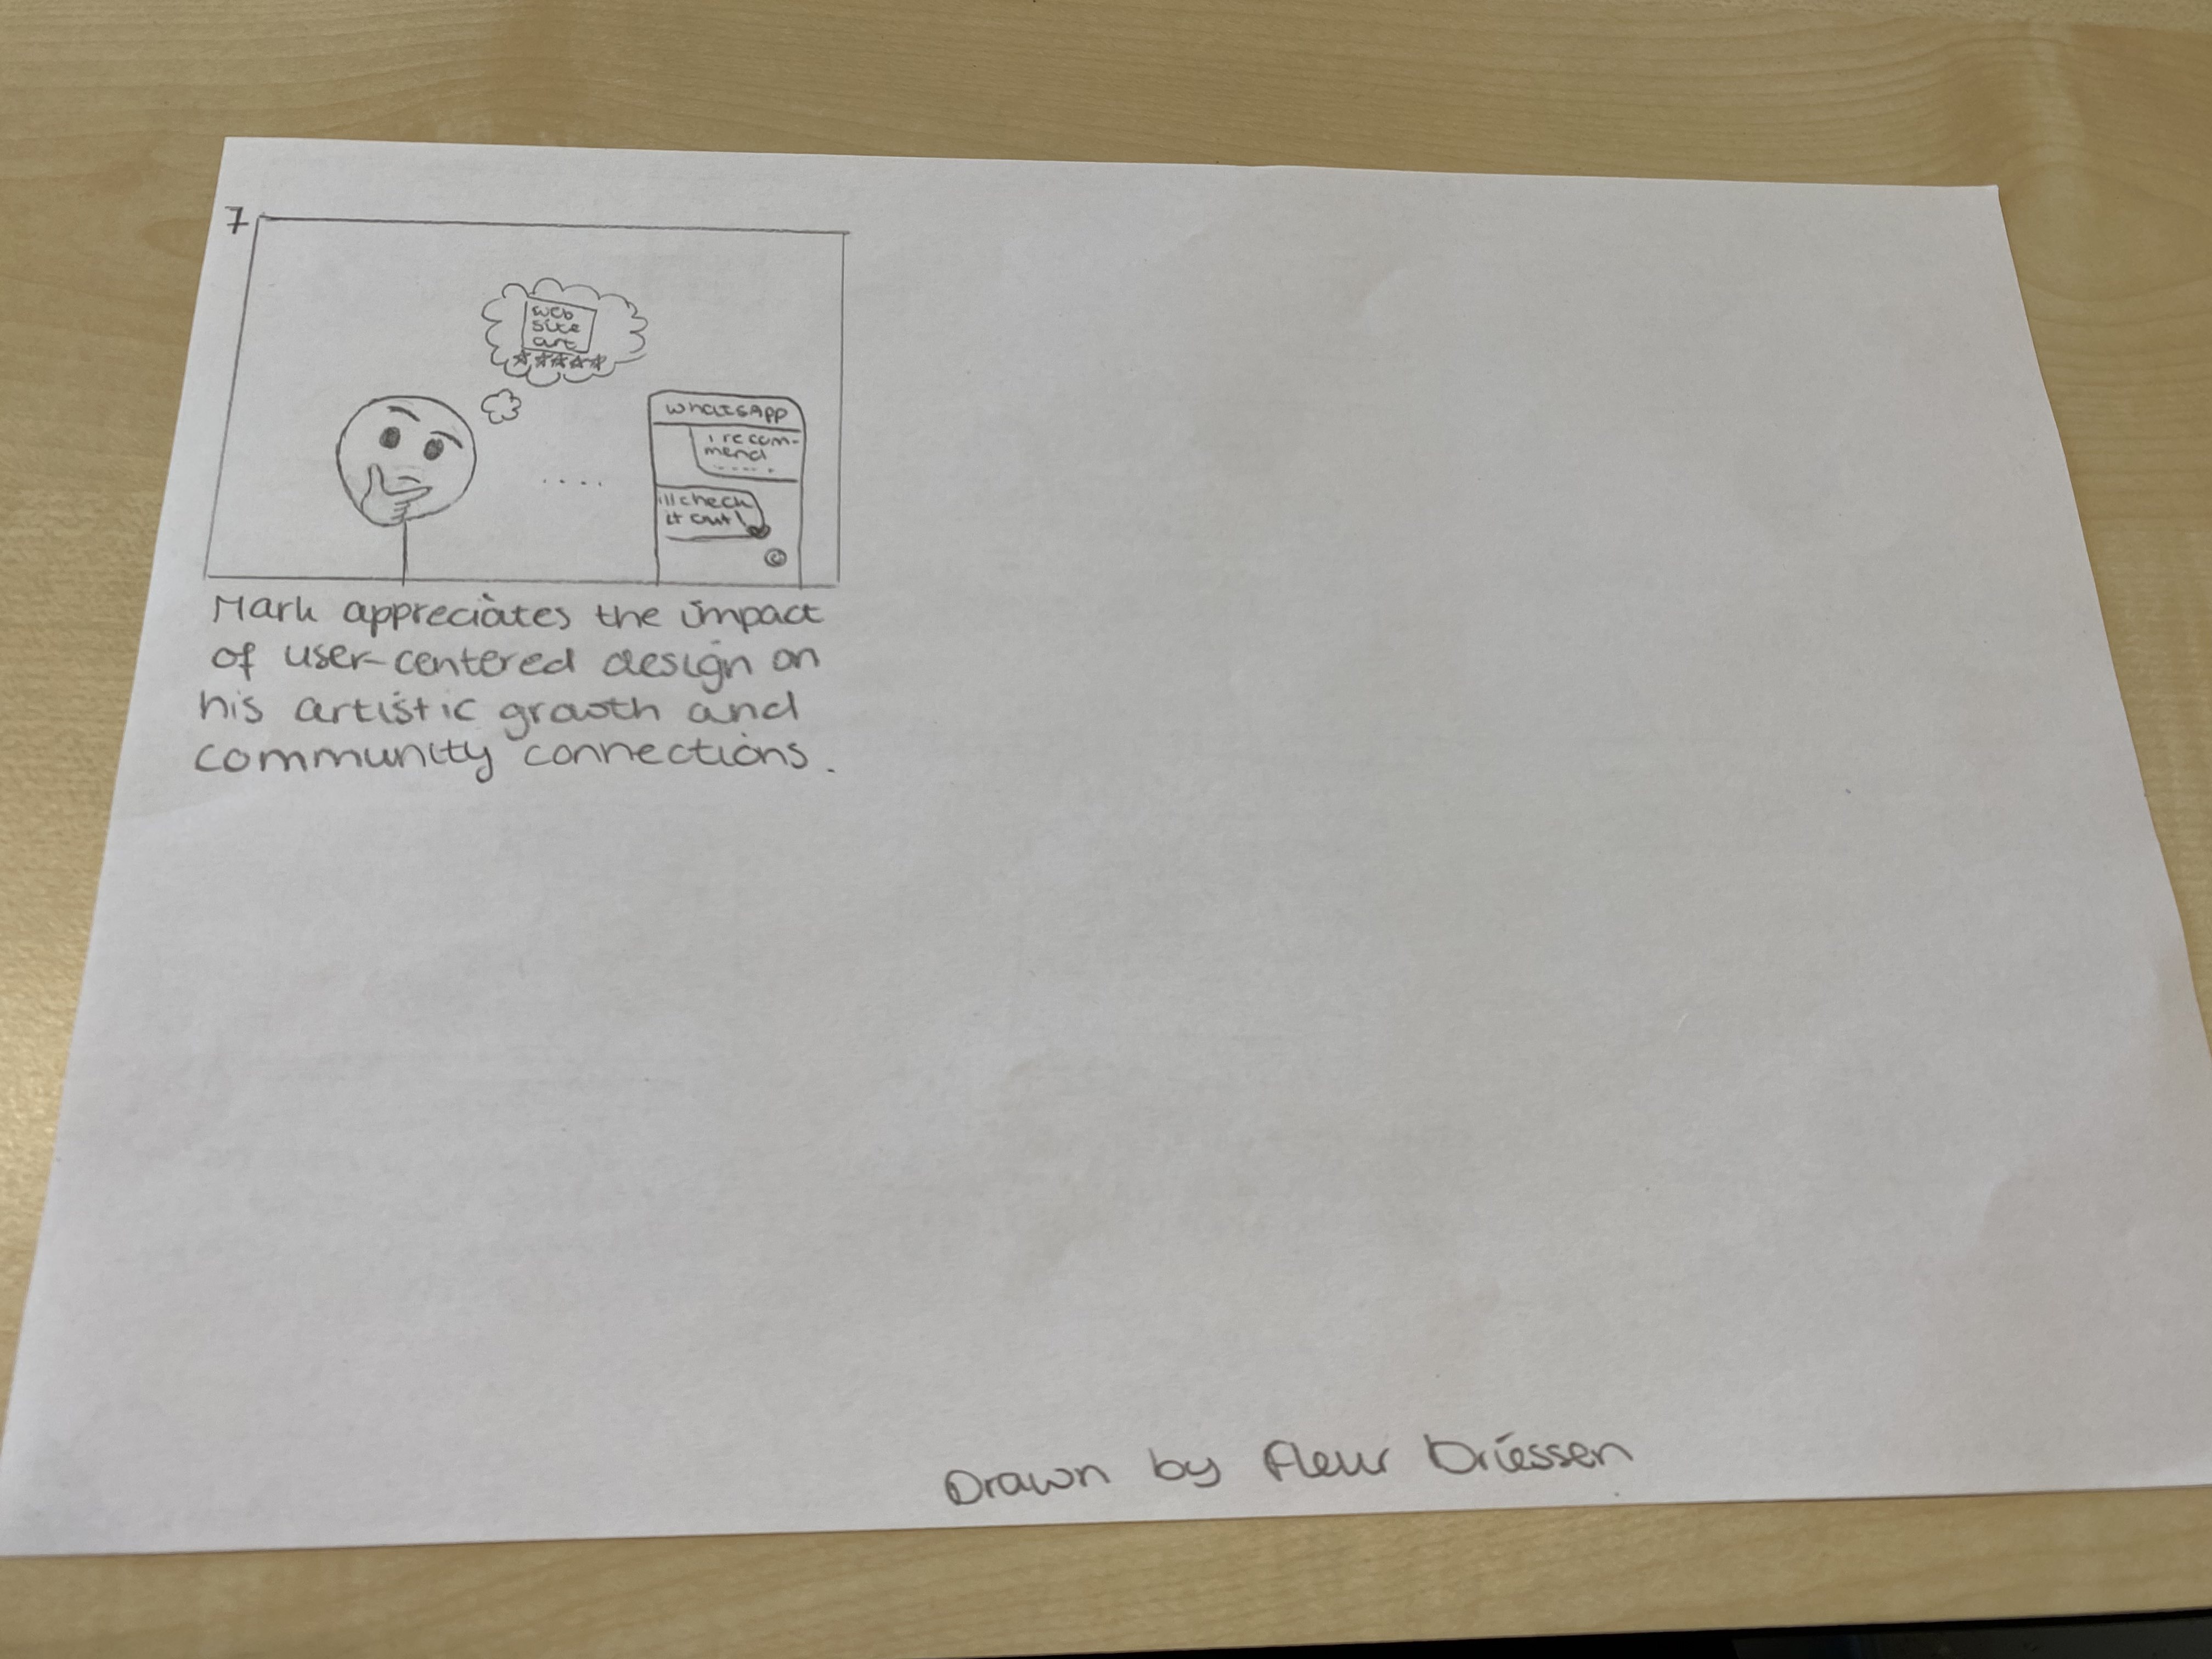 7
web
site
art
WhatsApp
i recom-
mend
.....
ill check
it out!
....
Mark appreciates the impact
of user-centered design on
his artistic growth and
community connections.
Drawn by Fleur Driessen